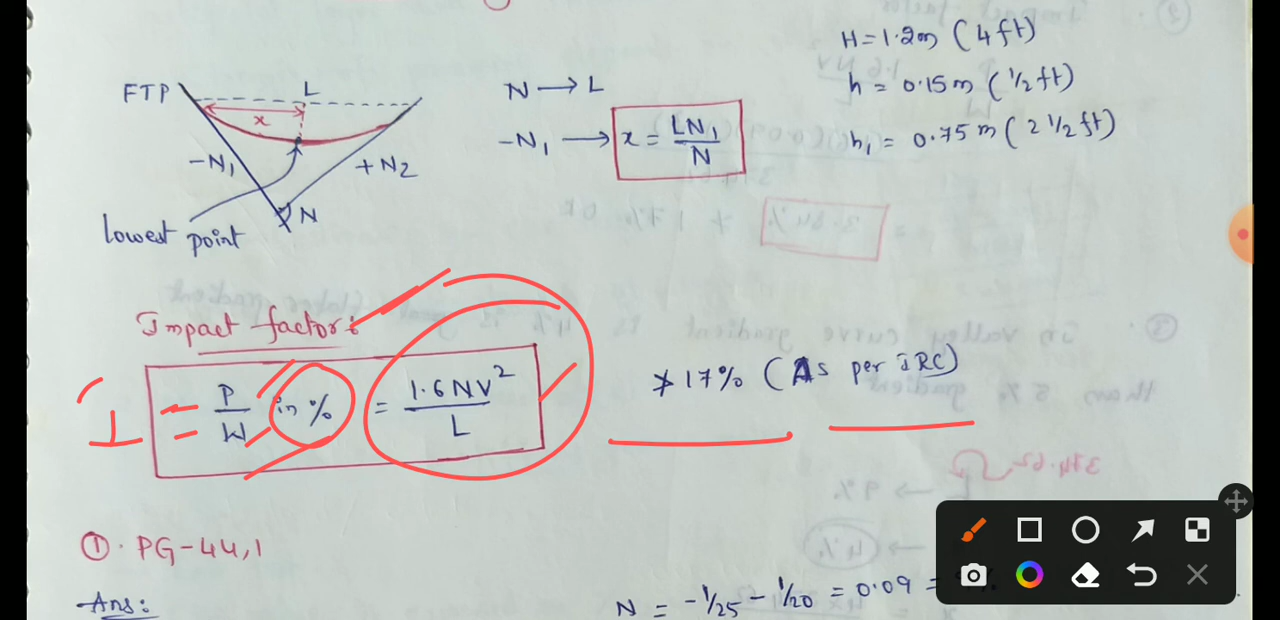 H = 1.2m (4ft)
FTP L
N → L
h = 0.15m (1/2 ft)
x
-N₁ → x = LN₁/N
h₁ = 0.75m (2 1/2 ft)
-N₁ +N₂
N
Lowest point
Impact factor:
I = P/W in % = 1.6NV²/L
≯ 17% (As per IRC)
①. PG-44,1
Ans:
N = -1/25 - 1/20 = 0.09 =